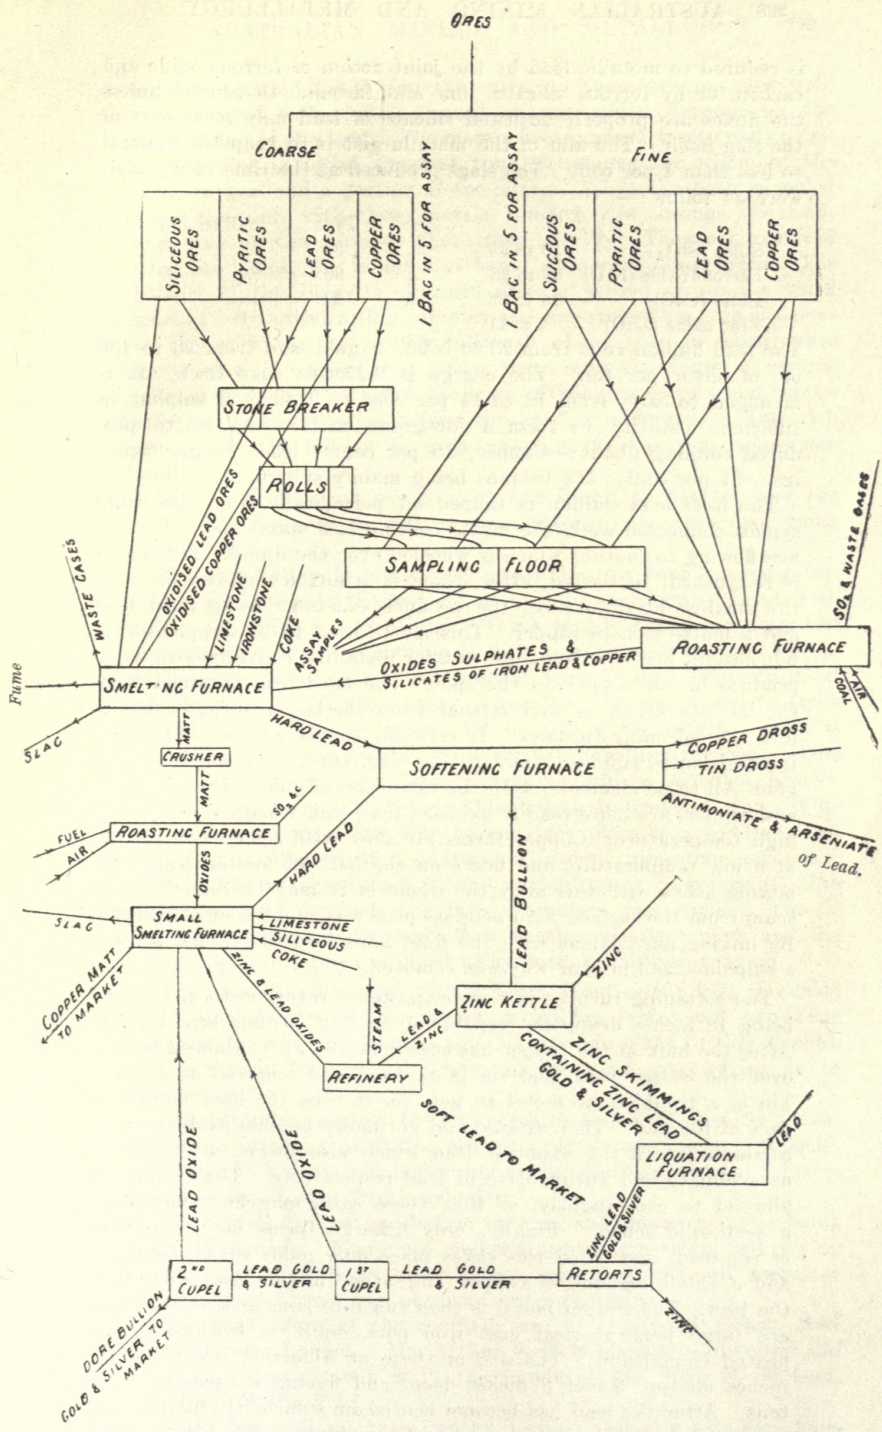 ORES
COARSE
FINE
SILICEOUS
ORES
PYRITIC
ORES
LEAD
ORES
COPPER
ORES
1 BAG IN 5 FOR ASSAY
1 BAG IN 5 FOR ASSAY
SILICEOUS
ORES
PYRITIC
ORES
LEAD
ORES
COPPER
ORES
STONE BREAKER
ROLLS
SAMPLING FLOOR
OXIDISED LEAD ORES
OXIDISED COPPER ORES
WASTE GASES
LIMESTONE
IRONSTONE
COKE
ASSAY
SAMPLES
SO2 & WASTE GASES
ROASTING FURNACE
OXIDES SULPHATES &
SILICATES OF IRON LEAD & COPPER
AIR
COAL
Fume
SMELTING FURNACE
SLAG
MATT
HARD LEAD
CRUSHER
MATT
SOFTENING FURNACE
COPPER DROSS
TIN DROSS
ANTIMONIATE & ARSENIATE
of Lead.
SO2 &C
FUEL
AIR
ROASTING FURNACE
OXIDES
HARD LEAD
LEAD BULLION
SLAG
SMALL
SMELTING FURNACE
LIMESTONE
SILICEOUS
COKE
COPPER MATT
TO MARKET
ZINC & LEAD OXIDES
STEAM
LEAD &
ZINC
ZINC KETTLE
ZINC
REFINERY
SOFT LEAD TO MARKET
ZINC SKIMMINGS
CONTAINING ZINC LEAD
GOLD & SILVER
LEAD
LIQUATION
FURNACE
LEAD OXIDE
LEAD OXIDE
ZINC LEAD
GOLD & SILVER
2ND
CUPEL
LEAD GOLD
& SILVER
1ST
CUPEL
LEAD GOLD
& SILVER
RETORTS
ZINC
DORE BULLION
GOLD & SILVER TO
MARKET